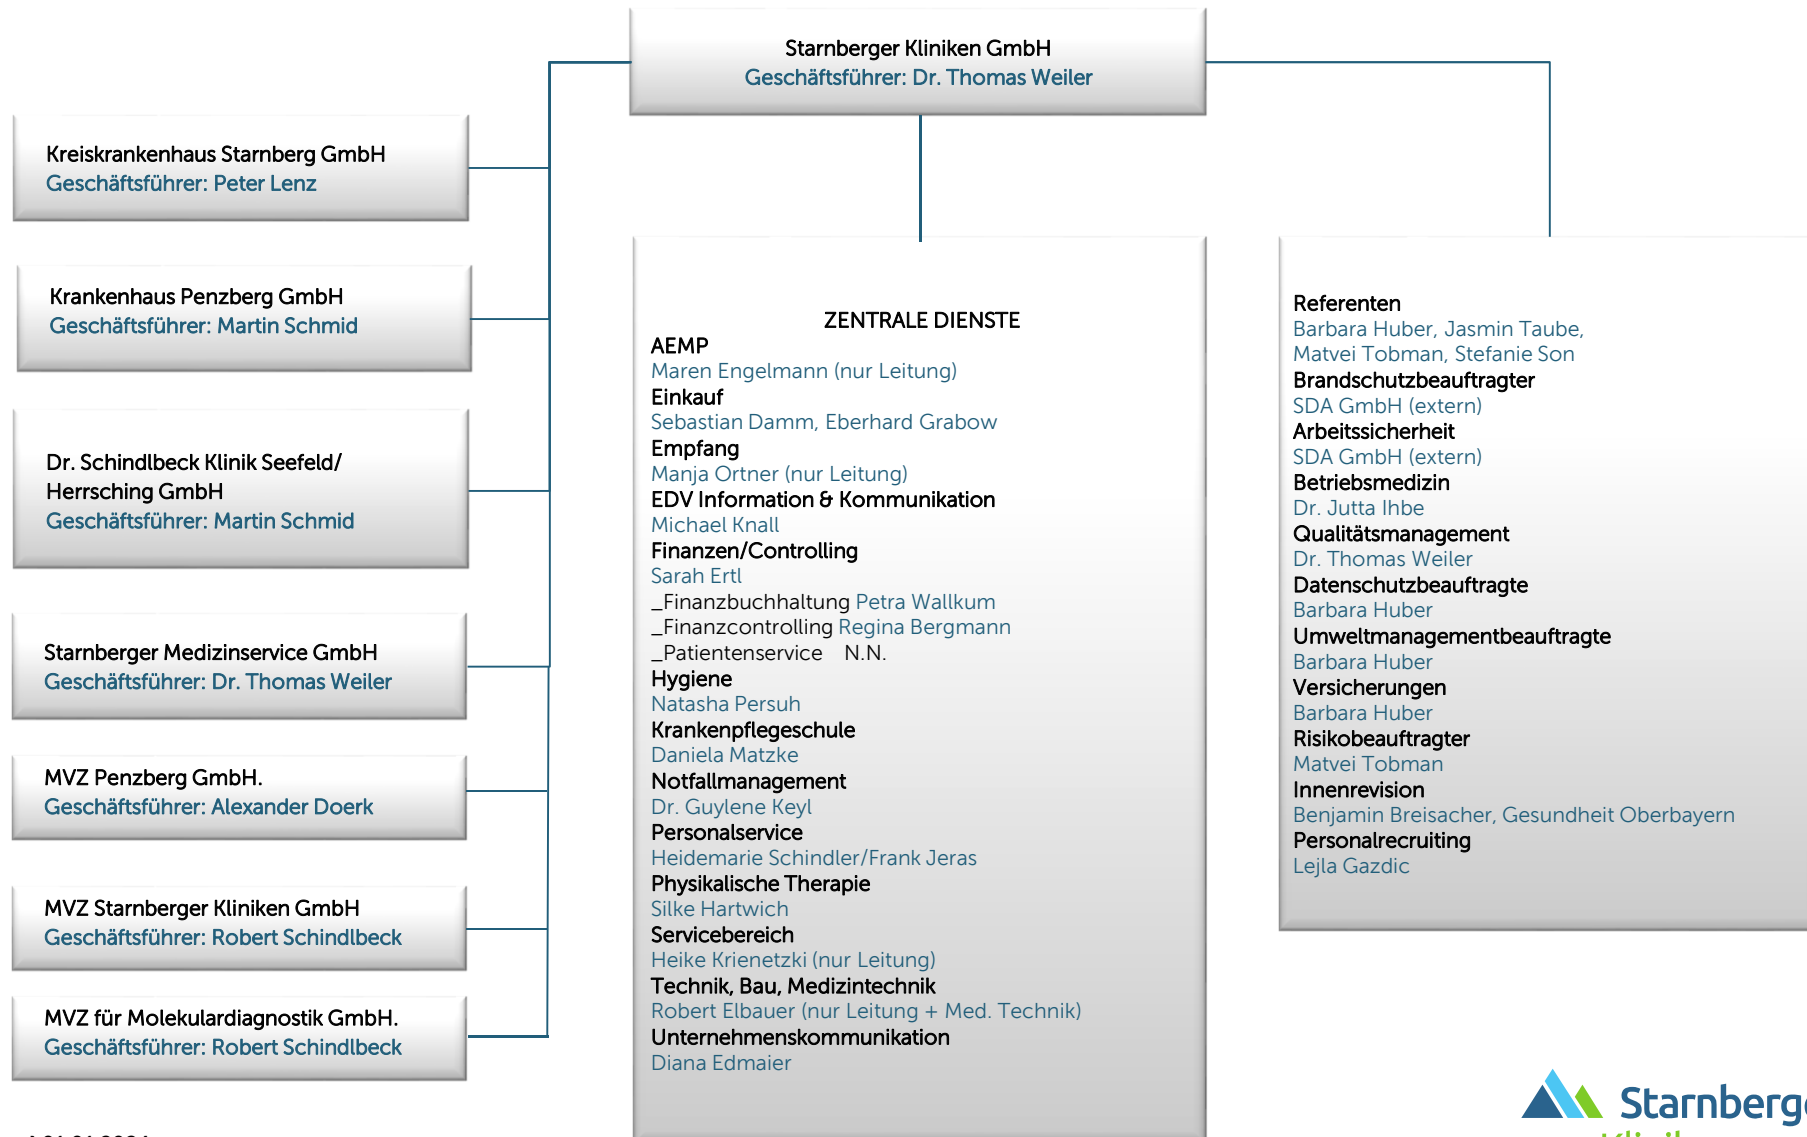 Starnberger Kliniken GmbH
Geschäftsführer: Dr. Thomas Weiler
Kreiskrankenhaus Starnberg GmbH
Geschäftsführer: Peter Lenz
Krankenhaus Penzberg GmbH
Geschäftsführer: Martin Schmid
Dr. Schindlbeck Klinik Seefeld/
Herrsching GmbH
Geschäftsführer: Martin Schmid
Starnberger Medizinservice GmbH
Geschäftsführer: Dr. Thomas Weiler
MVZ Penzberg GmbH.
Geschäftsführer: Alexander Doerk
MVZ Starnberger Kliniken GmbH
Geschäftsführer: Robert Schindlbeck
MVZ für Molekulardiagnostik GmbH.
Geschäftsführer: Robert Schindlbeck
ZENTRALE DIENSTE
AEMP
Maren Engelmann (nur Leitung)
Einkauf
Sebastian Damm, Eberhard Grabow
Empfang
Manja Ortner (nur Leitung)
EDV Information & Kommunikation
Michael Knall
Finanzen/Controlling
Sarah Ertl
_Finanzbuchhaltung Petra Wallkum
_Finanzcontrolling Regina Bergmann
_Patientenservice N.N.
Hygiene
Natasha Persuh
Krankenpflegeschule
Daniela Matzke
Notfallmanagement
Dr. Guylene Keyl
Personalservice
Heidemarie Schindler/Frank Jeras
Physikalische Therapie
Silke Hartwich
Servicebereich
Heike Krienetzki (nur Leitung)
Technik, Bau, Medizintechnik
Robert Elbauer (nur Leitung + Med. Technik)
Unternehmenskommunikation
Diana Edmaier
Referenten
Barbara Huber, Jasmin Taube,
Matvei Tobman, Stefanie Son
Brandschutzbeauftragter
SDA GmbH (extern)
Arbeitssicherheit
SDA GmbH (extern)
Betriebsmedizin
Dr. Jutta Ihbe
Qualitätsmanagement
Dr. Thomas Weiler
Datenschutzbeauftragte
Barbara Huber
Umweltmanagementbeauftragte
Barbara Huber
Versicherungen
Barbara Huber
Risikobeauftragter
Matvei Tobman
Innenrevision
Benjamin Breisacher, Gesundheit Oberbayern
Personalrecruiting
Lejla Gazdic